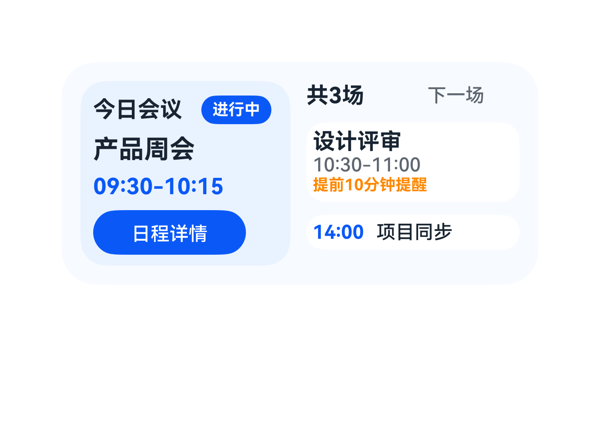 今日会议
进行中
产品周会
09:30-10:15
日程详情
共3场
下一场
设计评审
10:30-11:00
提前10分钟提醒
14:00 项目同步